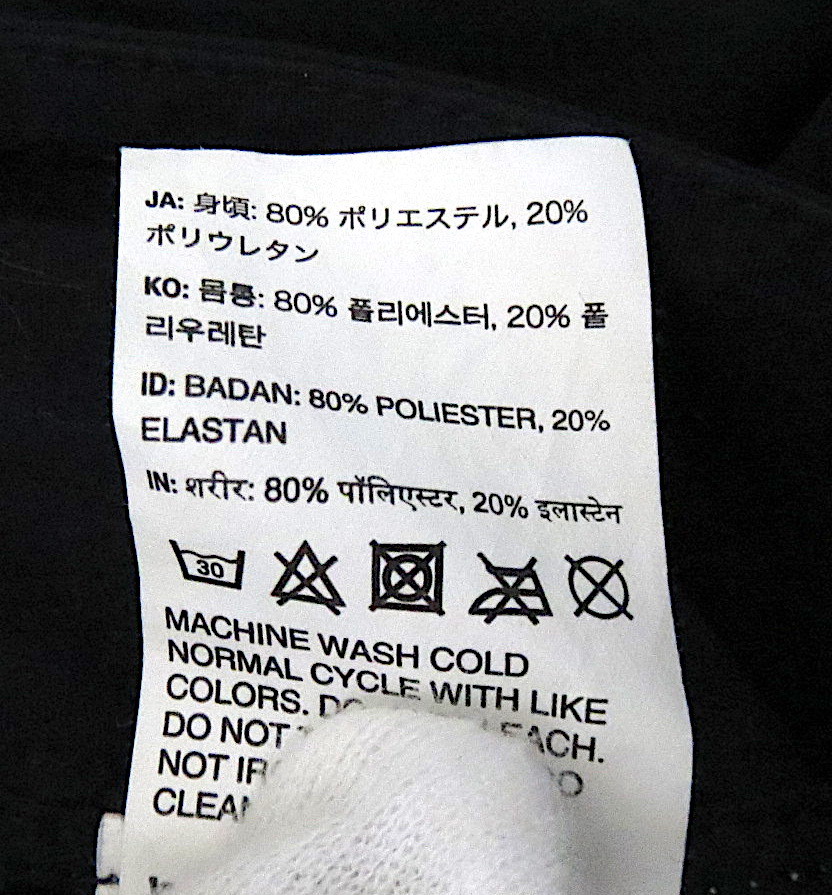 JA: 身頃: 80% ポリエステル, 20%
ポリウレタン
KO: 몸통: 80% 폴리에스터, 20% 폴
리우레탄
ID: BADAN: 80% POLIESTER, 20%
ELASTAN
IN: शरीर: 80% पॉलिएस्टर, 20% इलास्टेन
30
MACHINE WASH COLD
NORMAL CYCLE WITH LIKE
COLORS.
DO NOT
NOT